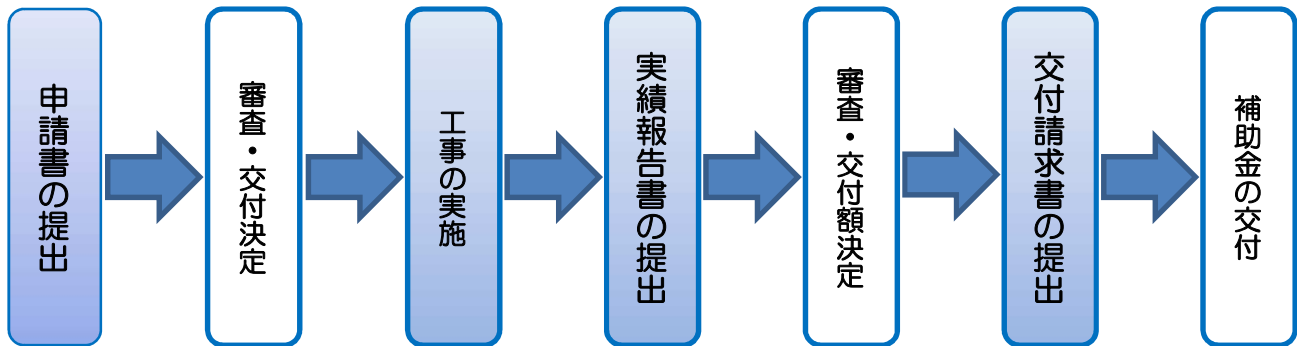 申請書の提出
審査・交付決定
工事の実施
実績報告書の提出
審査・交付額決定
交付請求書の提出
補助金の交付